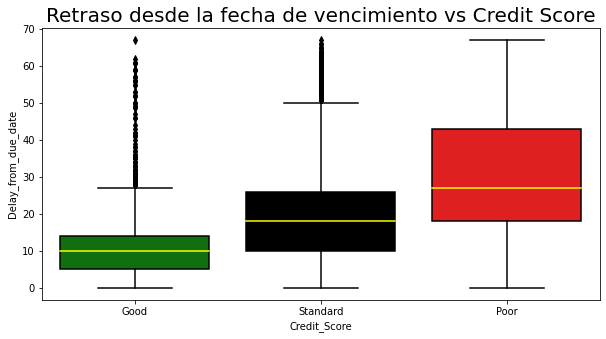 Retraso desde la fecha de vencimiento vs Credit Score
70
60
50
40
30
20
10
0
Delay_from_due_date
Good Standard Poor
Credit_Score